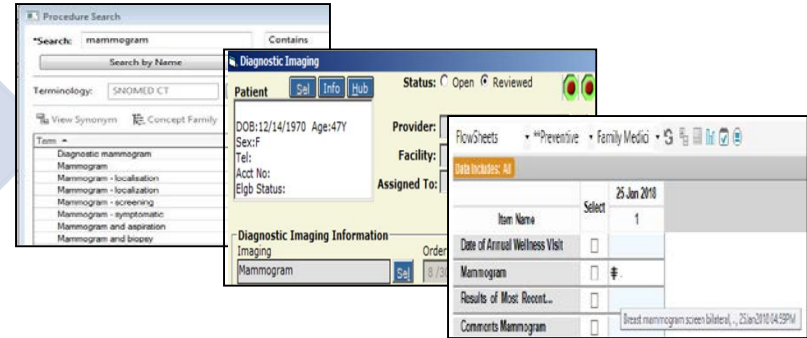 Procedure Search
*Search: mammogram Contains
Search by Name
Terminology: SNOMED CT
View Synonym Concept Family
Term
Diagnostic mammogram
Mammogram
Mammogram - localisation
Mammogram - localization
Mammogram - screening
Mammogram - symptomatic
Mammogram and aspiration
Mammogram and biopsy
Diagnostic Imaging
Patient Sel Info Hub Status: Open Reviewed
DOB:12/14/1970 Age:47Y Provider:
Sex:F
Tel: Facility:
Acct No:
Elgb Status: Assigned To:
Diagnostic Imaging Information
Imaging Order
Mammogram Sel 8 /30
FlowSheets **Preventive Family Medici
Data Includes: All
Item Name Select 25 Jan 2018
1
Date of Annual Wellness Visit
Mammogram
Results of Most Recent...
Comments Mammogram
Breast mammogram screen bilateral, ., 25Jan2018 04:59PM